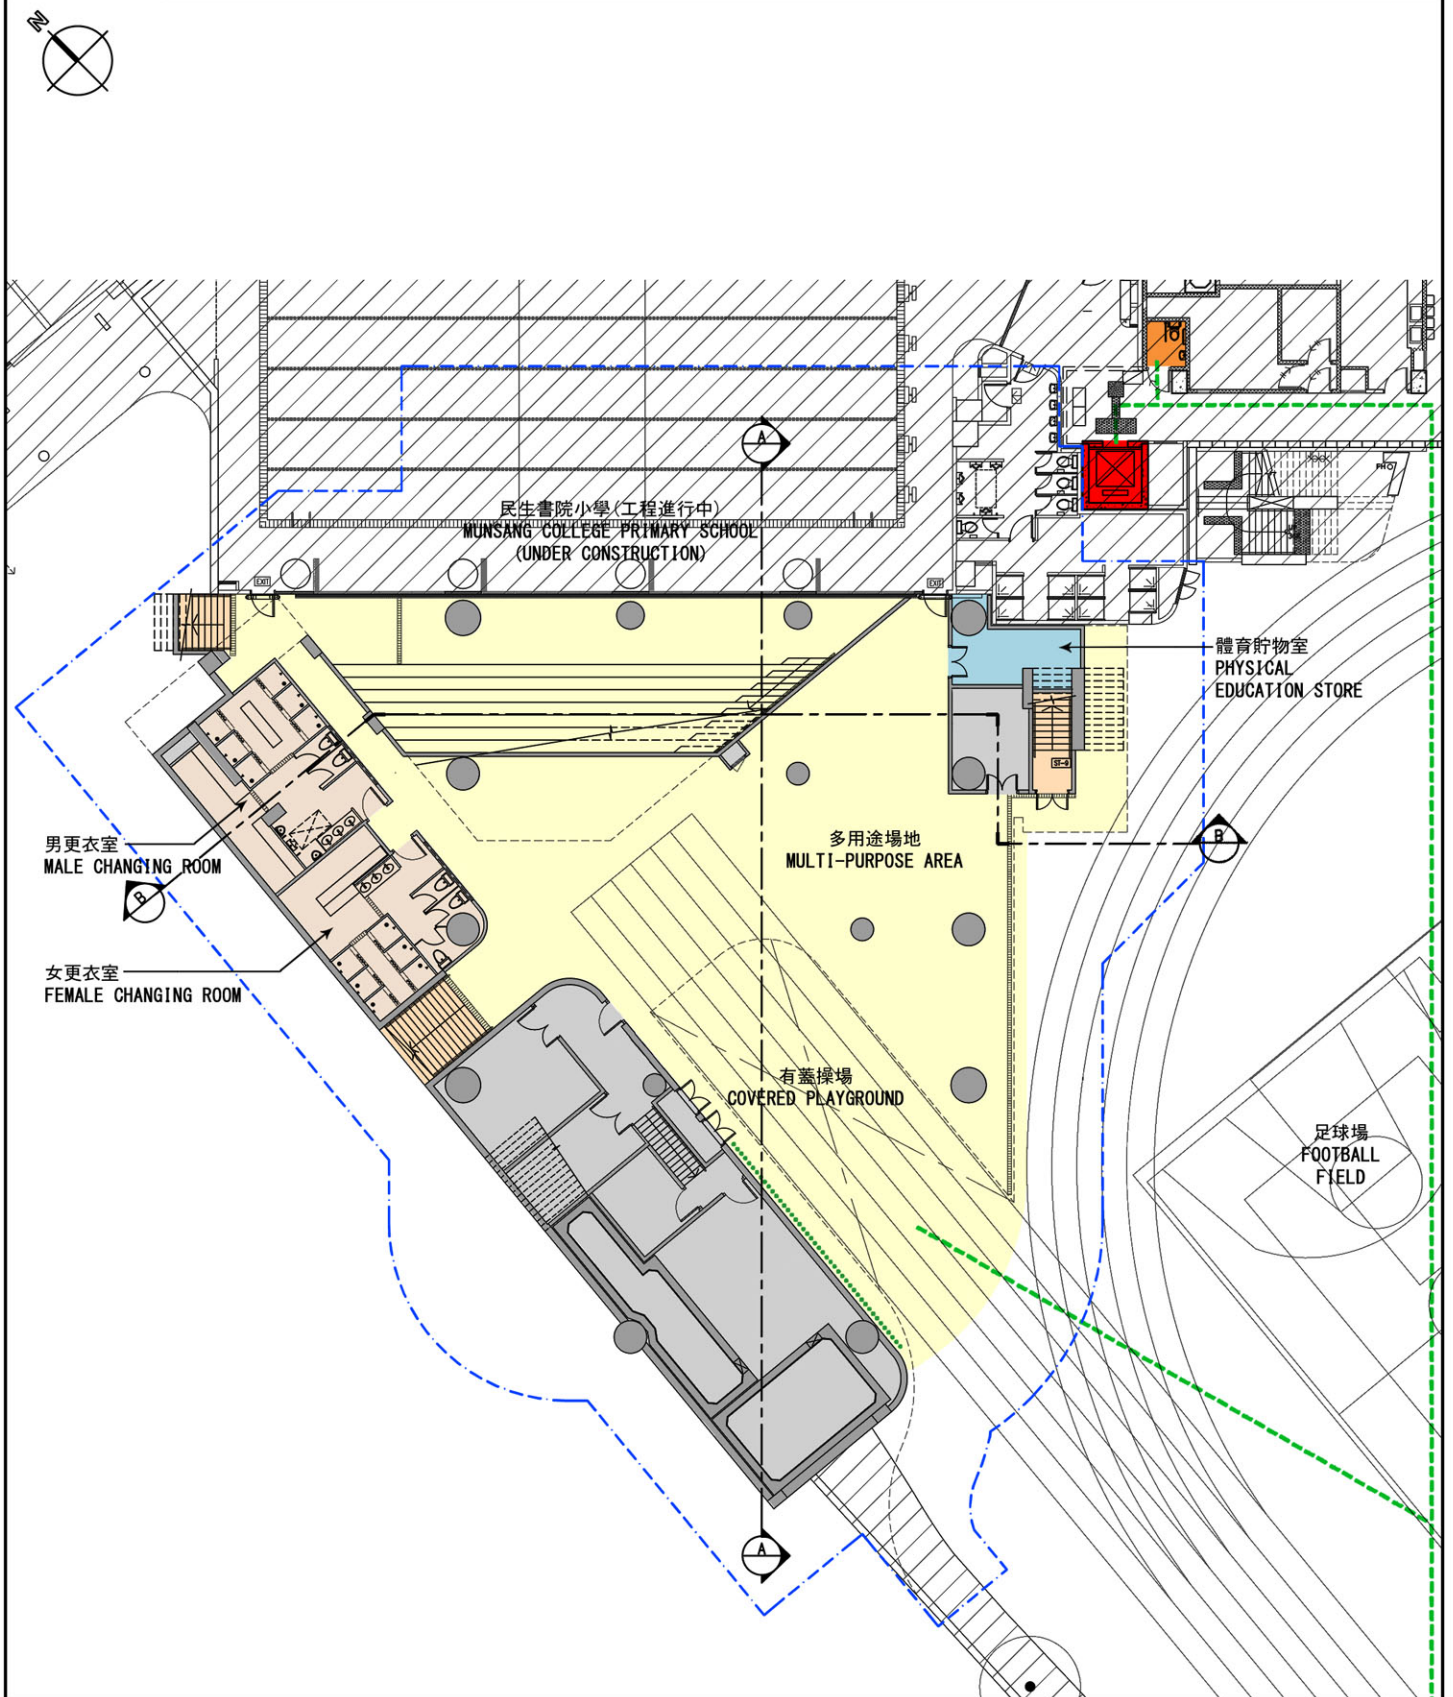 N
A
民生書院小學(工程進行中)
MUNSANG COLLEGE PRIMARY SCHOOL
(UNDER CONSTRUCTION)
FH
EXIT
EXIT
體育貯物室
PHYSICAL
EDUCATION STORE
ST-9
男更衣室
MALE CHANGING ROOM
B
多用途場地
MULTI-PURPOSE AREA
B
女更衣室
FEMALE CHANGING ROOM
有蓋操場
COVERED PLAYGROUND
足球場
FOOTBALL
FIELD
A